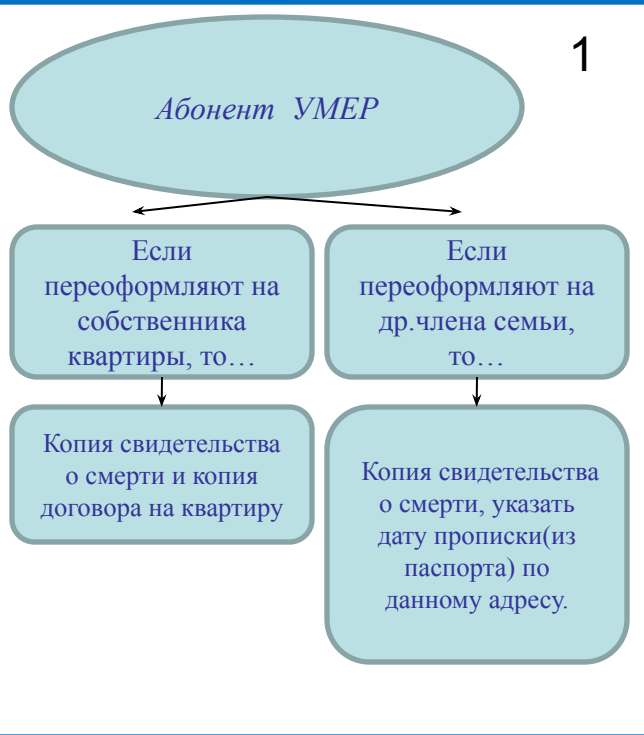 1
Абонент УМЕР
Если
переоформляют на
собственника
квартиры, то…
Если
переоформляют на
др.члена семьи,
то…
Копия свидетельства
о смерти и копия
договора на квартиру
Копия свидетельства
о смерти, указать
дату прописки(из
паспорта) по
данному адресу.